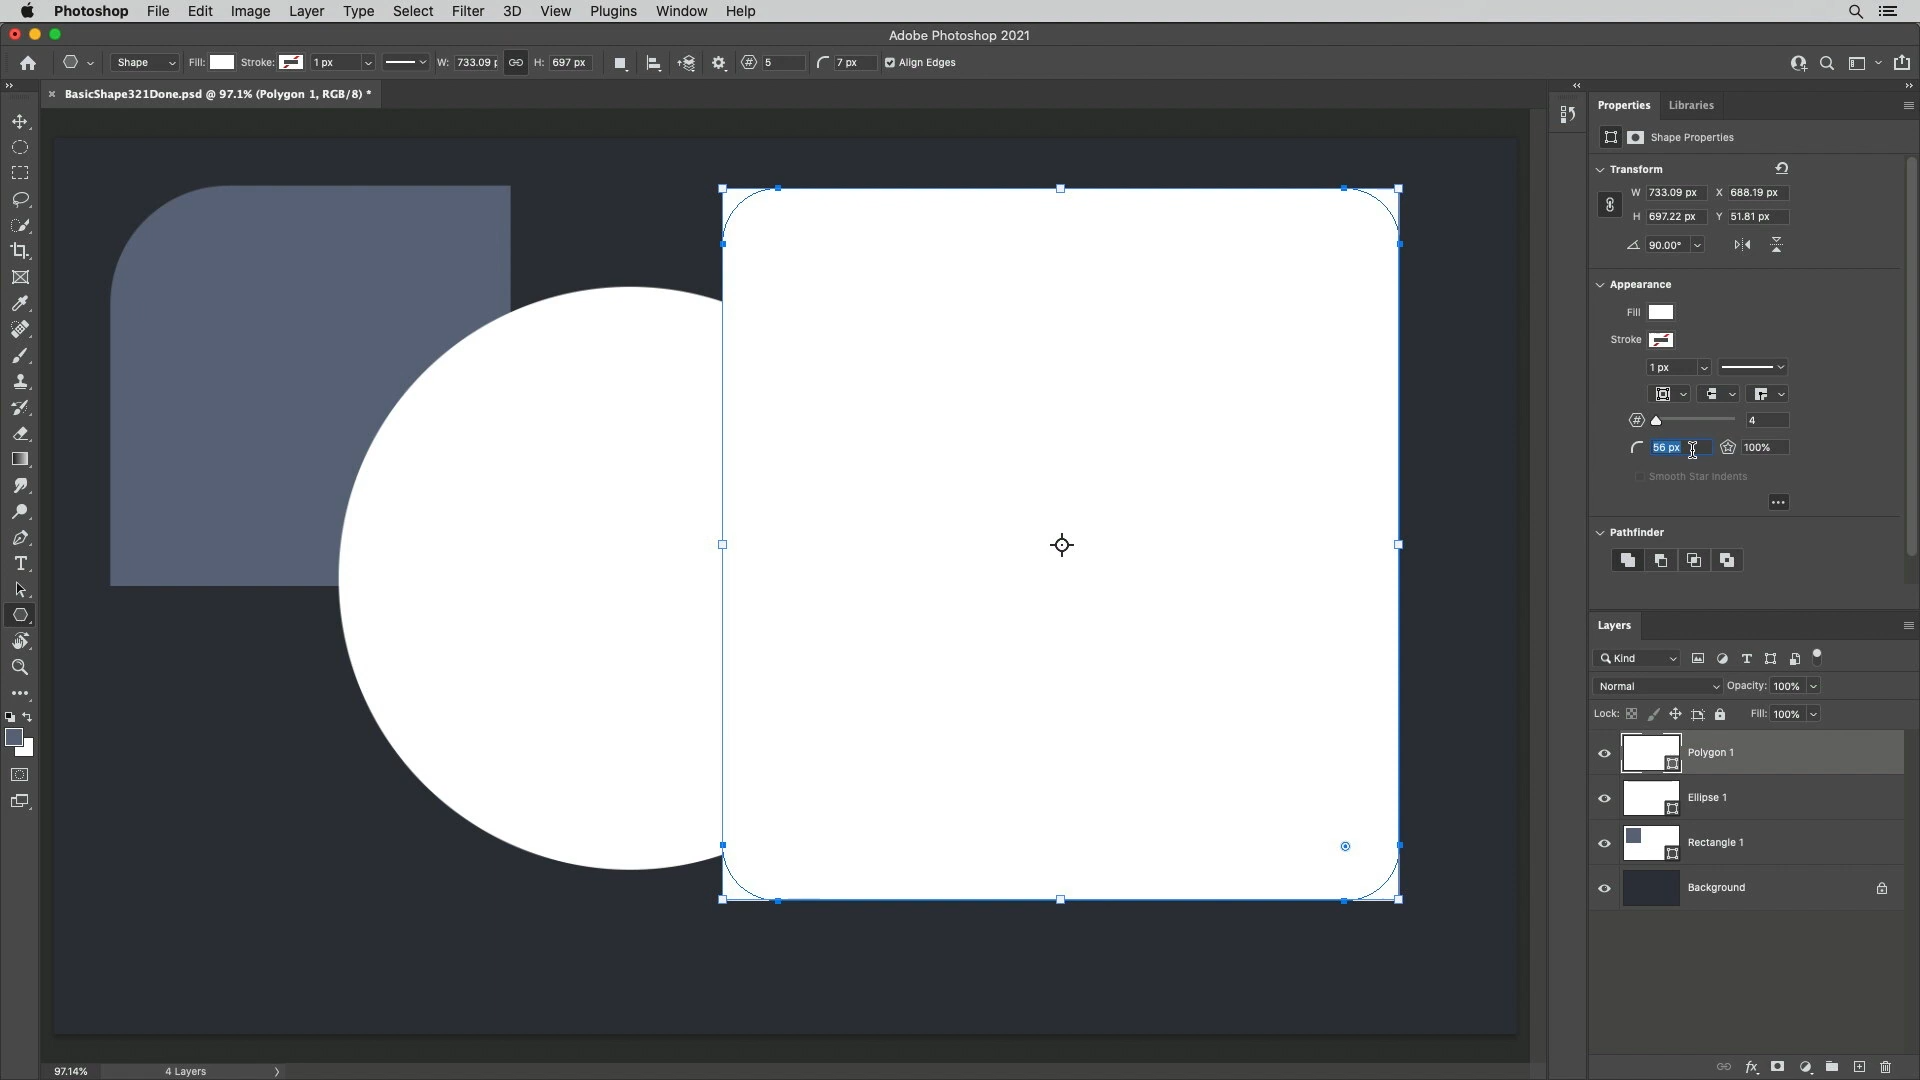 Photoshop File Edit Image Layer Type Select Filter 3D View Plugins Window Help
Adobe Photoshop 2021
Shape Fill: Stroke: 1 px W: 733.09 p H: 697 px 5 7 px Align Edges
BasicShape321Done.psd @ 97.1% (Polygon 1, RGB/8) *
Properties Libraries
Shape Properties
Transform
W 733.09 px X 688.19 px
H 697.22 px Y 51.81 px
90.00°
Appearance
Fill
Stroke
1 px
4
56 px 100%
Smooth Star Indents
Pathfinder
Layers
Kind
Normal Opacity: 100%
Lock: Fill: 100%
Polygon 1
Ellipse 1
Rectangle 1
Background
97.14% 4 Layers